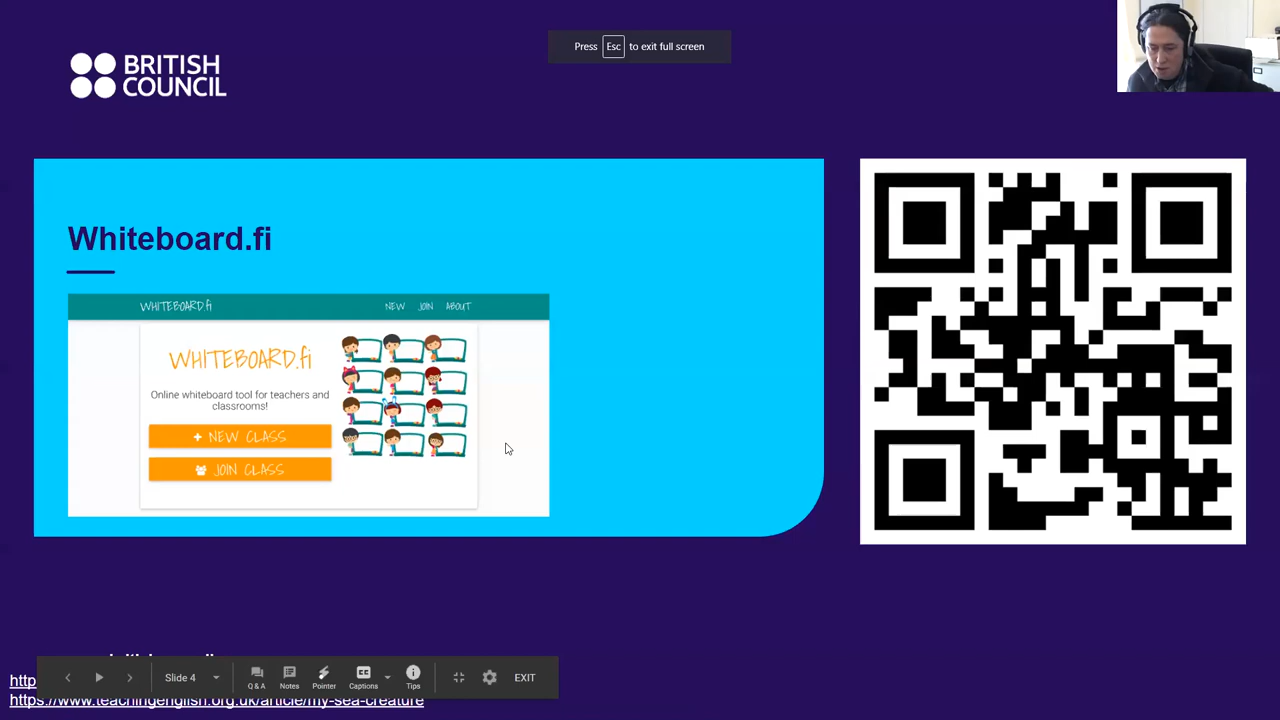 Press Esc to exit full screen
BRITISH
COUNCIL
Whiteboard.fi
WHITEBOARD.fi
NEW JOIN ABOUT
WHITEBOARD.fi
Online whiteboard tool for teachers and
classrooms!
+ NEW CLASS
JOIN CLASS
Slide 4
Q & A
Notes
Pointer
Captions
Tips
EXIT
http
https://www.teachingenglish.org.uk/article/my-sea-creature